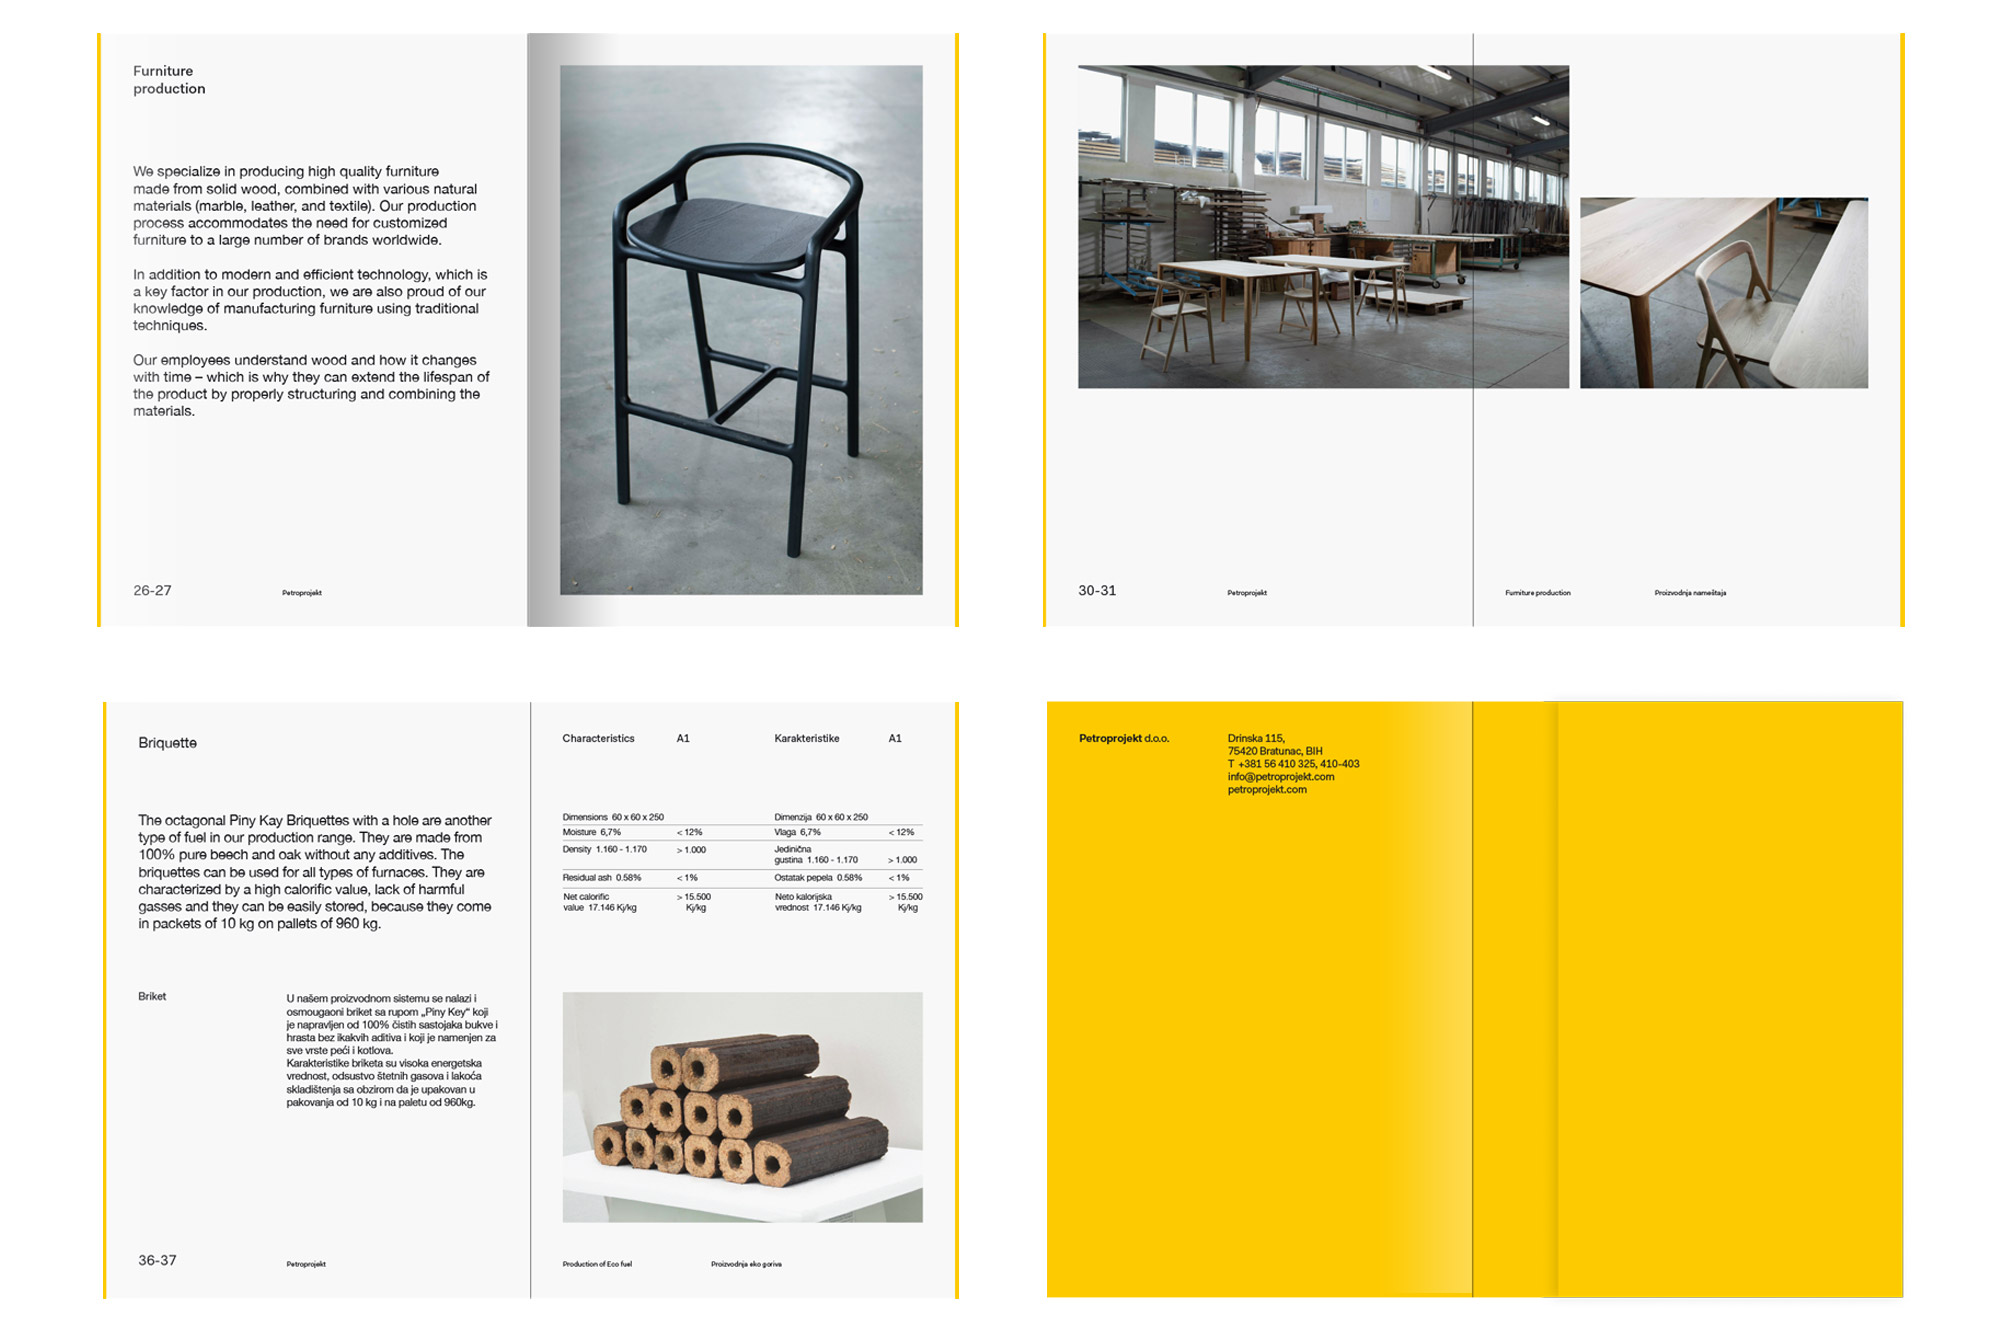 Furniture
production
We specialize in producing high quality furniture
made from solid wood, combined with various natural
materials (marble, leather, and textile). Our production
process accommodates the need for customized
furniture to a large number of brands worldwide.
In addition to modern and efficient technology, which is
a key factor in our production, we are also proud of our
knowledge of manufacturing furniture using traditional
techniques.
Our employees understand wood and how it changes
with time – which is why they can extend the lifespan of
the product by properly structuring and combining the
materials.
26-27
Petroprojekt
30-31
Petroprojekt
Furniture production
Proizvodnja nameštaja
Briquette
The octagonal Piny Kay Briquettes with a hole are another
type of fuel in our production range. They are made from
100% pure beech and oak without any additives. The
briquettes can be used for all types of furnaces. They are
characterized by a high calorific value, lack of harmful
gasses and they can be easily stored, because they come
in packets of 10 kg on pallets of 960 kg.
Briket
U našem proizvodnom sistemu se nalazi i
osmougaoni briket sa rupom „Piny Key“ koji
je napravljen od 100% čistih sastojaka bukve i
hrasta bez ikakvih aditiva i koji je namenjen za
sve vrste peći i kotlova.
Karakteristike briketa su visoka energetska
vrednost, odsustvo štetnih gasova i lakoća
skladištenja sa obzirom da je upakovan u
pakovanja od 10 kg i na paletu od 960kg.
36-37
Petroprojekt
Characteristics A1 Karakteristike A1
Dimensions 60 x 60 x 250 Dimenzija 60 x 60 x 250
Moisture 6,7% < 12% Vlaga 6,7% < 12%
Density 1.160 - 1.170 > 1.000 Jedinična
gustina 1.160 - 1.170 > 1.000
Residual ash 0.58% < 1% Ostatak pepela 0.58% < 1%
Net calorific > 15.500 Neto kalorijska > 15.500
value 17.146 Kj/kg Kj/kg vrednost 17.146 Kj/kg Kj/kg
Production of Eco fuel
Proizvodnja eko goriva
Petroprojekt d.o.o.
Drinska 115,
75420 Bratunac, BIH
T +381 56 410 325, 410-403
info@petroprojekt.com
petroprojekt.com